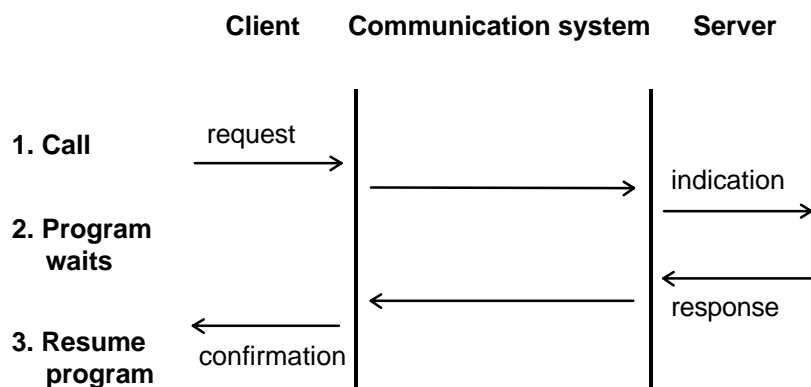 Client Communication system Server
request
1. Call
indication
2. Program
waits
response
3. Resume
confirmation
program